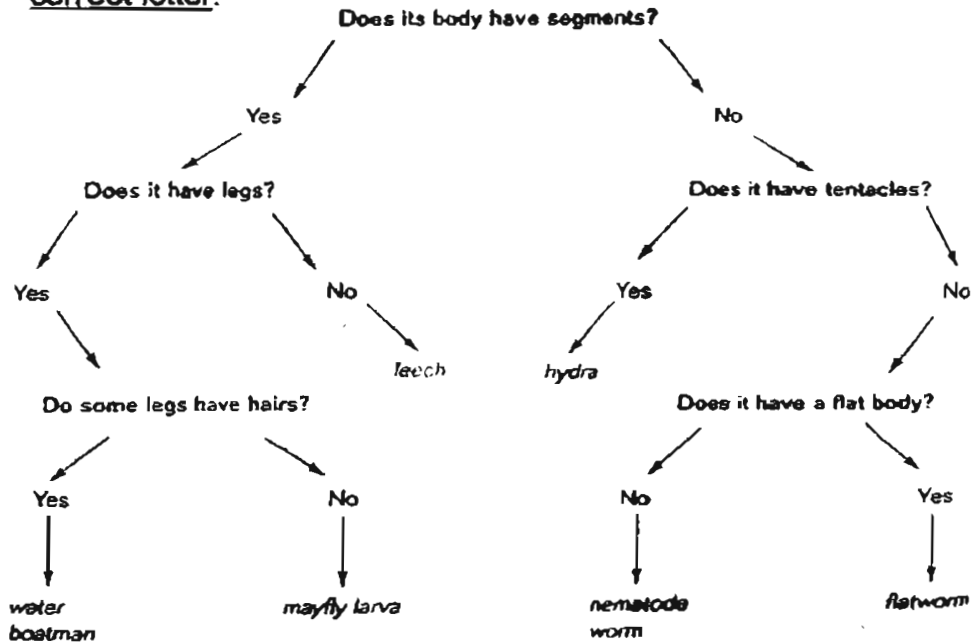 correct letter.
Does its body have segments?
Yes
No
Does it have legs?
Does it have tentacles?
Yes
No
Yes
No
leech
hydra
Do some legs have hairs?
Does it have a flat body?
Yes
No
No
Yes
water
boatman
mayfly larva
nematoda
worm
flatworm